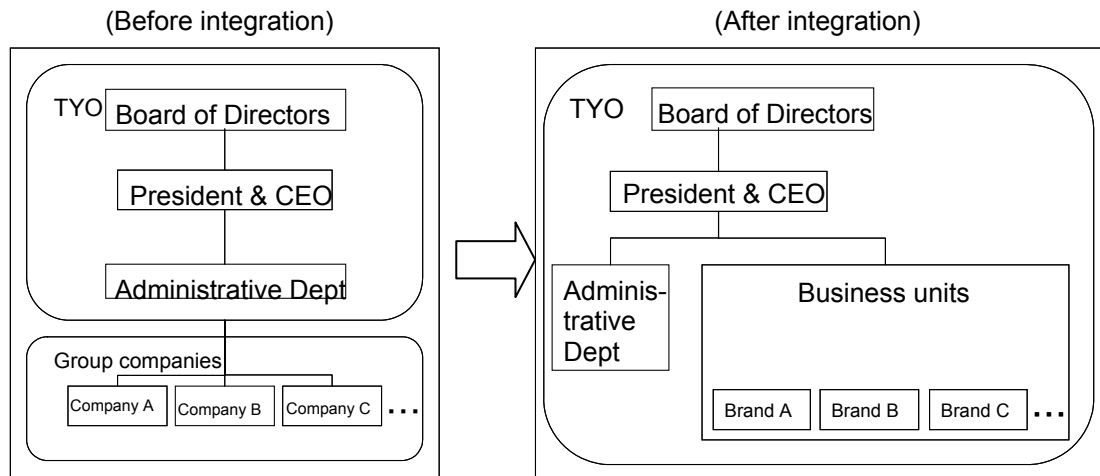 (Before integration)
TYO
Board of Directors
President & CEO
Administrative Dept
Group companies
Company A
Company B
Company C
...
(After integration)
TYO
Board of Directors
President & CEO
Adminis-
trative
Dept
Business units
Brand A
Brand B
Brand C
...